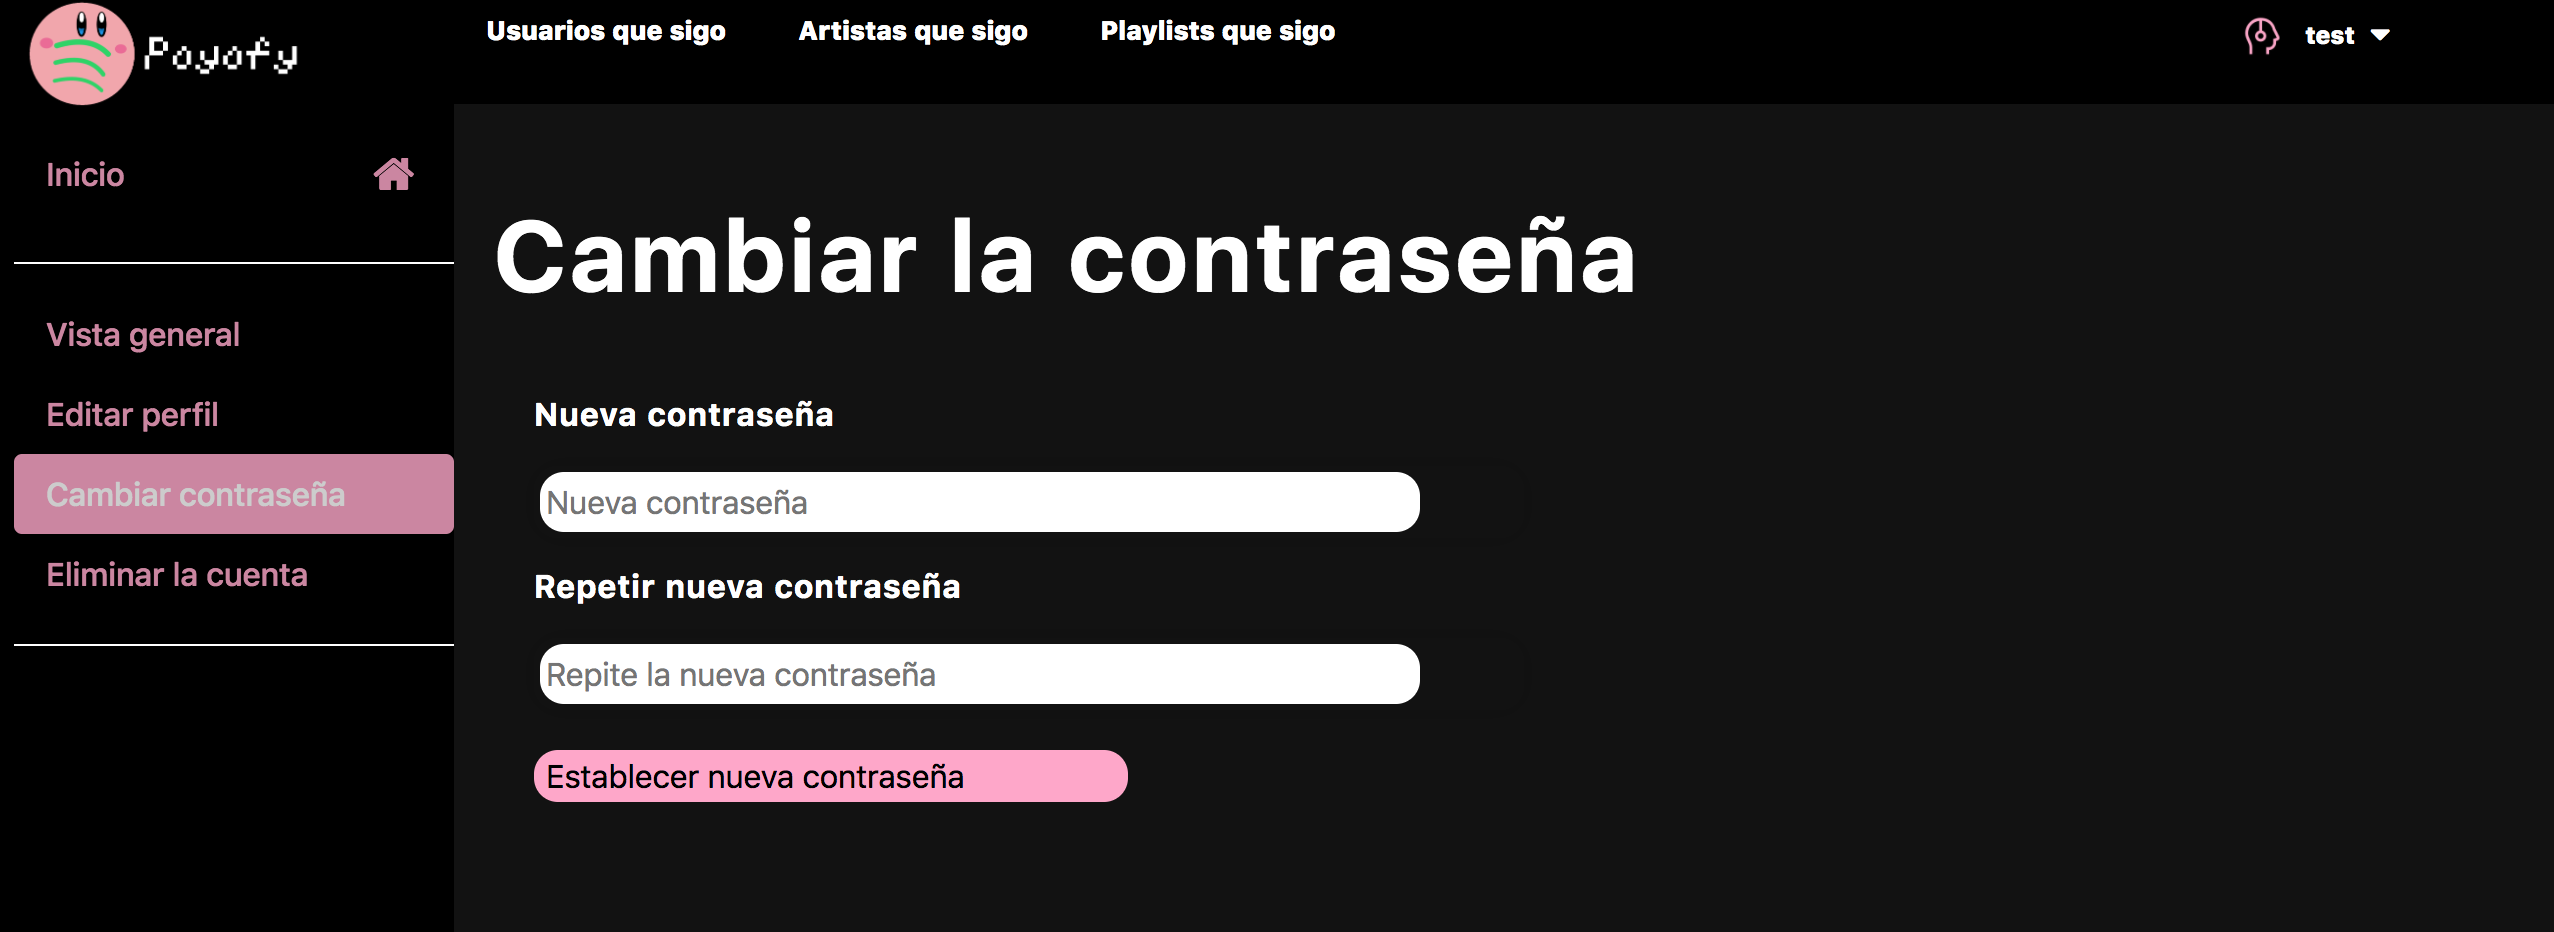 Poyofy
Usuarios que sigo
Artistas que sigo
Playlists que sigo
test
Inicio
Vista general
Editar perfil
Cambiar contraseña
Eliminar la cuenta
Cambiar la contraseña
Nueva contraseña
Nueva contraseña
Repetir nueva contraseña
Repite la nueva contraseña
Establecer nueva contraseña